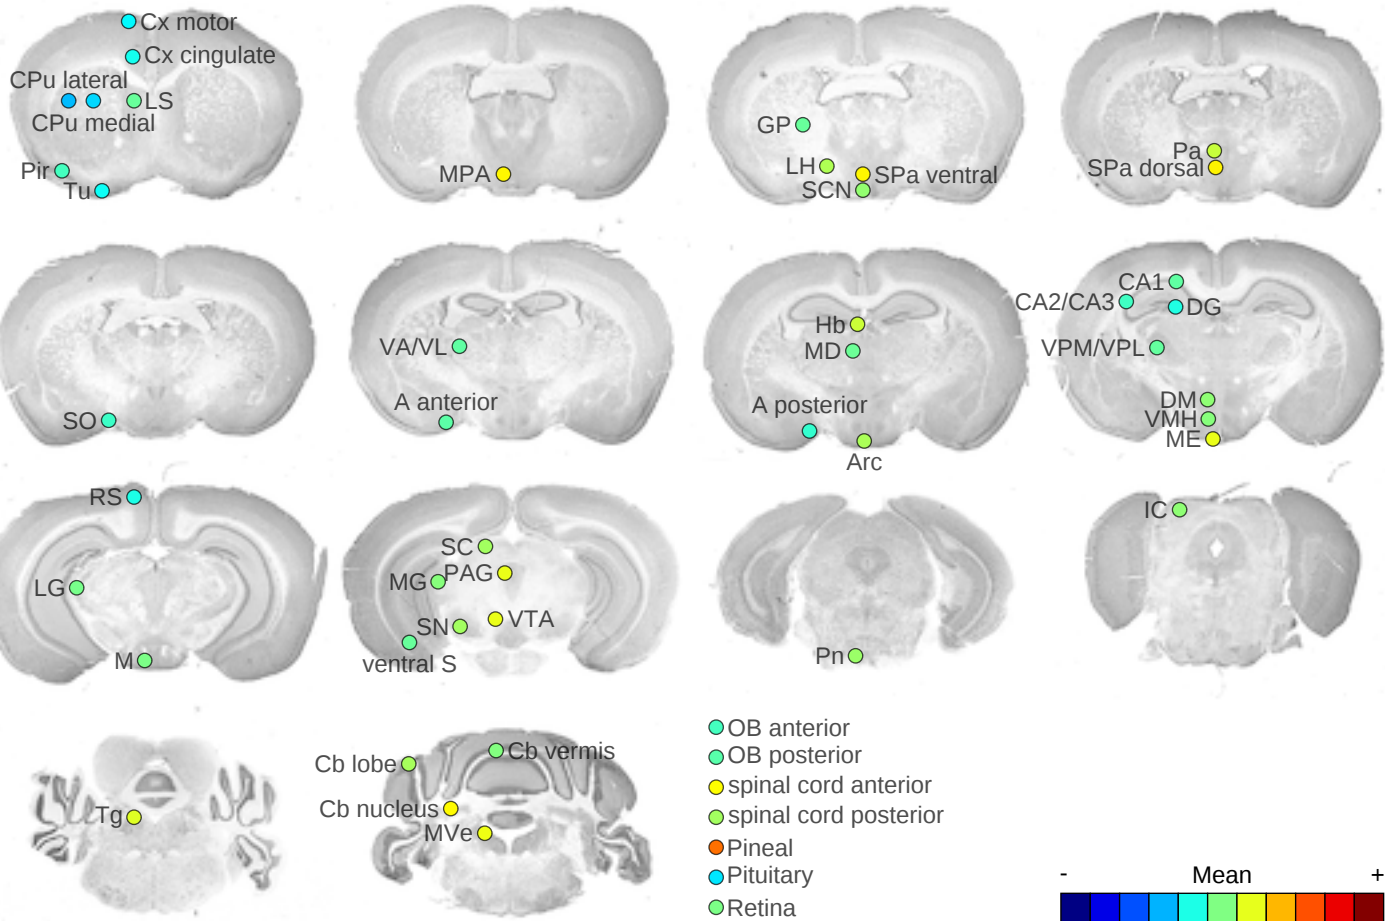 Cx motor
Cx cingulate
CPu lateral
LS
CPu medial
Pir
Tu
MPA
GP
LH
SPa ventral
SCN
Pa
SPa dorsal
SO
VA/VL
A anterior
Hb
MD
A posterior
Arc
CA1
CA2/CA3
DG
VPM/VPL
DM
VMH
ME
RS
LG
M
SC
MG
PAG
SN
VTA
ventral S
Pn
IC
Tg
Cb lobe
Cb vermis
Cb nucleus
MVe
OB anterior
OB posterior
spinal cord anterior
spinal cord posterior
Pineal
Pituitary
Retina
- Mean +